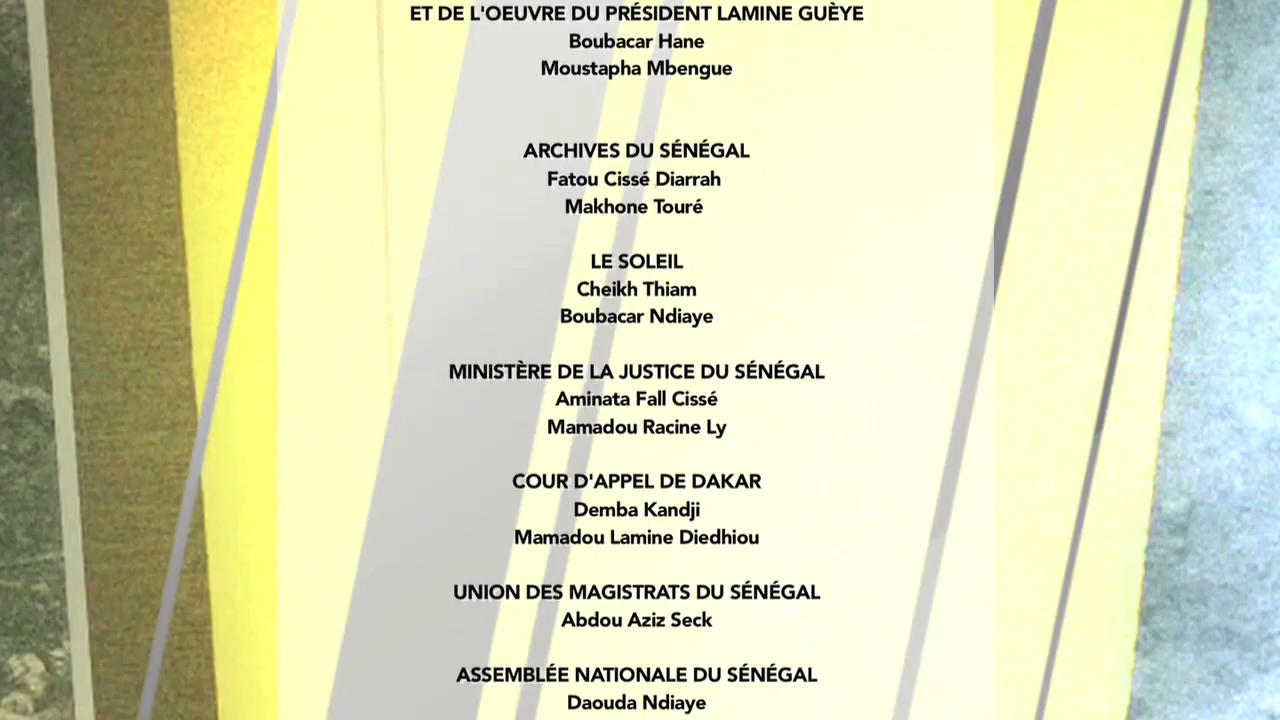 ET DE L'OEUVRE DU PRÉSIDENT LAMINE GUÈYE
Boubacar Hane
Moustapha Mbengue
ARCHIVES DU SÉNÉGAL
Fatou Cissé Diarrah
Makhone Touré
LE SOLEIL
Cheikh Thiam
Boubacar Ndiaye
MINISTÈRE DE LA JUSTICE DU SÉNÉGAL
Aminata Fall Cissé
Mamadou Racine Ly
COUR D'APPEL DE DAKAR
Demba Kandji
Mamadou Lamine Diedhiou
UNION DES MAGISTRATS DU SÉNÉGAL
Abdou Aziz Seck
ASSEMBLÉE NATIONALE DU SÉNÉGAL
Daouda Ndiaye